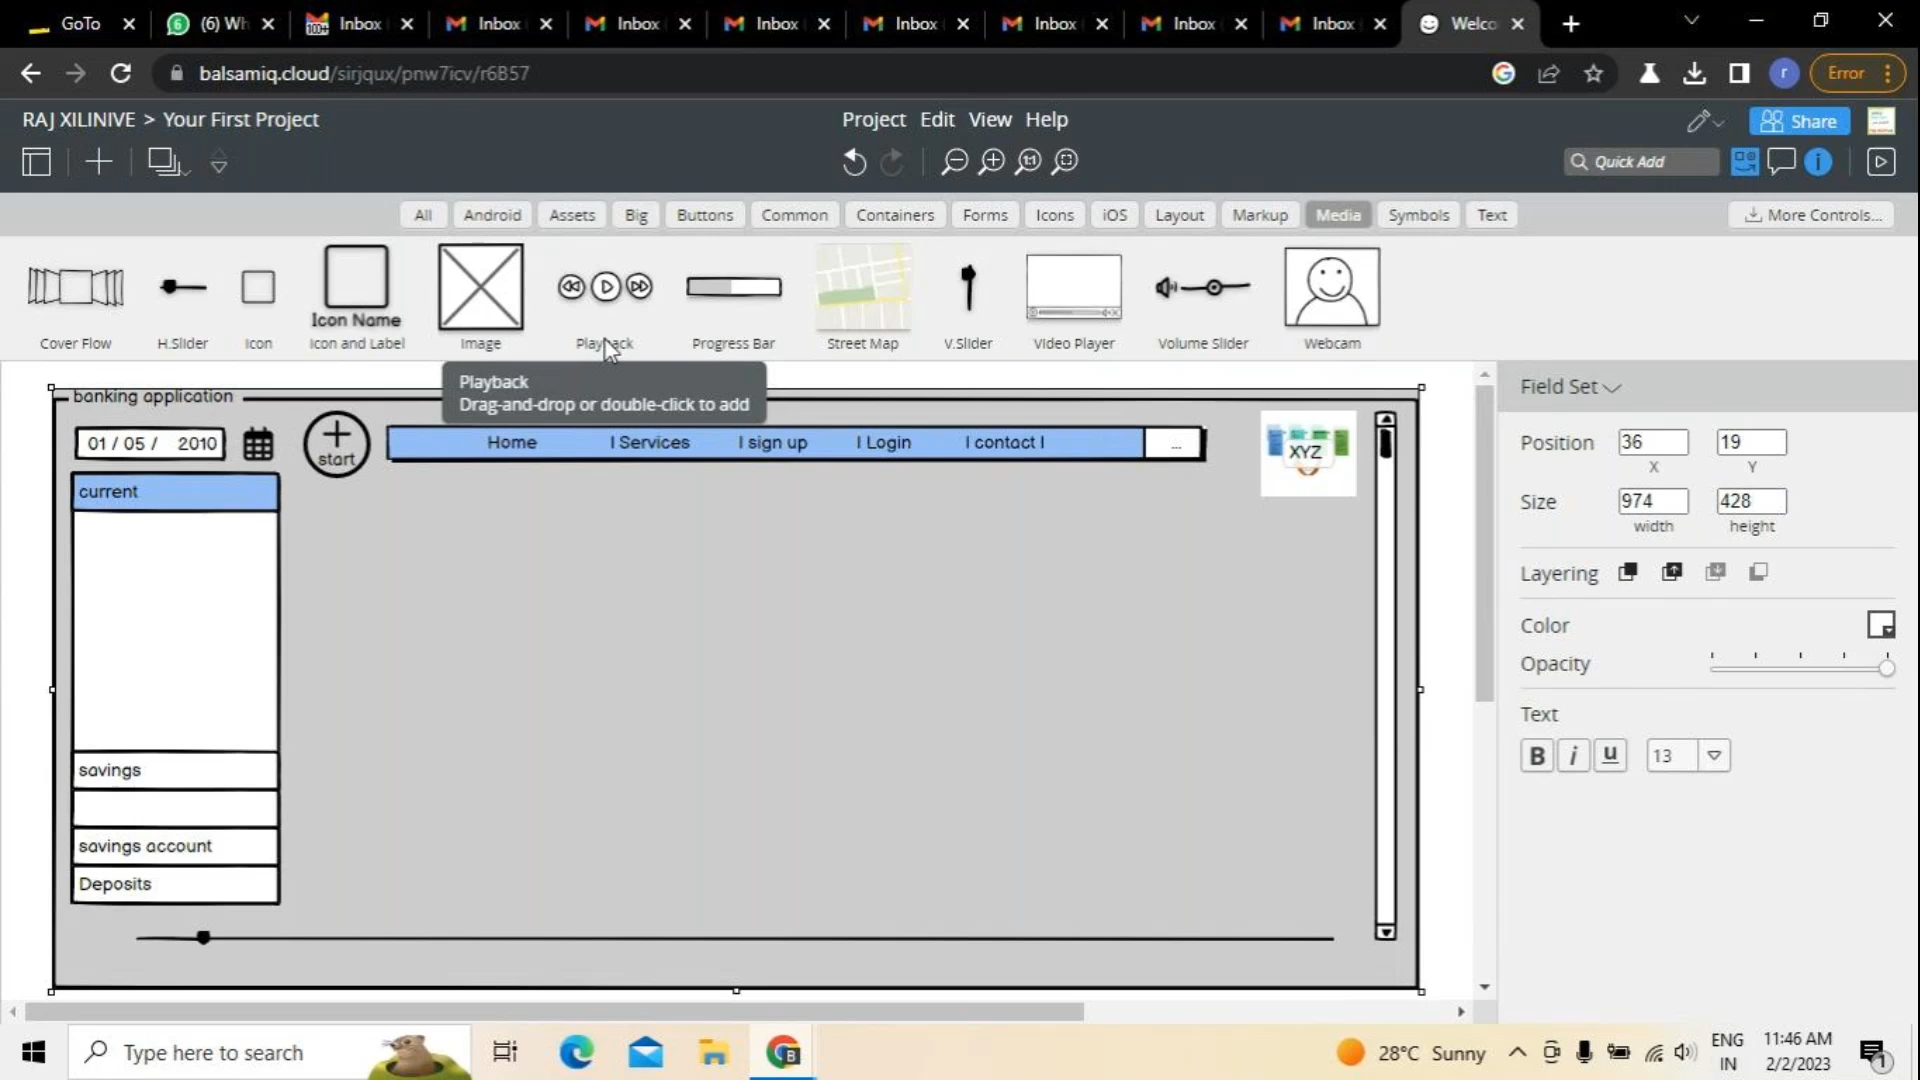 GoTo
(6) Wh
100+
Inbox
Inbox
Inbox
Inbox
Inbox
Inbox
Inbox
Inbox
Welco
balsamiq.cloud/sirjqux/pnw7icv/r6B57
r
Error
RAJ XILINIVE > Your First Project
Project Edit View Help
Share
1:1
Quick Add
All Android Assets Big Buttons Common Containers Forms Icons iOS Layout Markup Media Symbols Text
More Controls...
Icon Name
Cover Flow H.Slider Icon Icon and Label Image Playback Progress Bar Street Map V.Slider Video Player Volume Slider Webcam
Playback
Drag-and-drop or double-click to add
banking application
01 / 05 / 2010
start
Home | Services | sign up | Login | contact |
...
XYZ
current
savings
savings account
Deposits
Field Set
Position 36 19
X Y
Size 974 428
width height
Layering
Color
Opacity
Text
B i u 13
Type here to search
B
28°C Sunny
ENG
IN
11:46 AM
2/2/2023
1